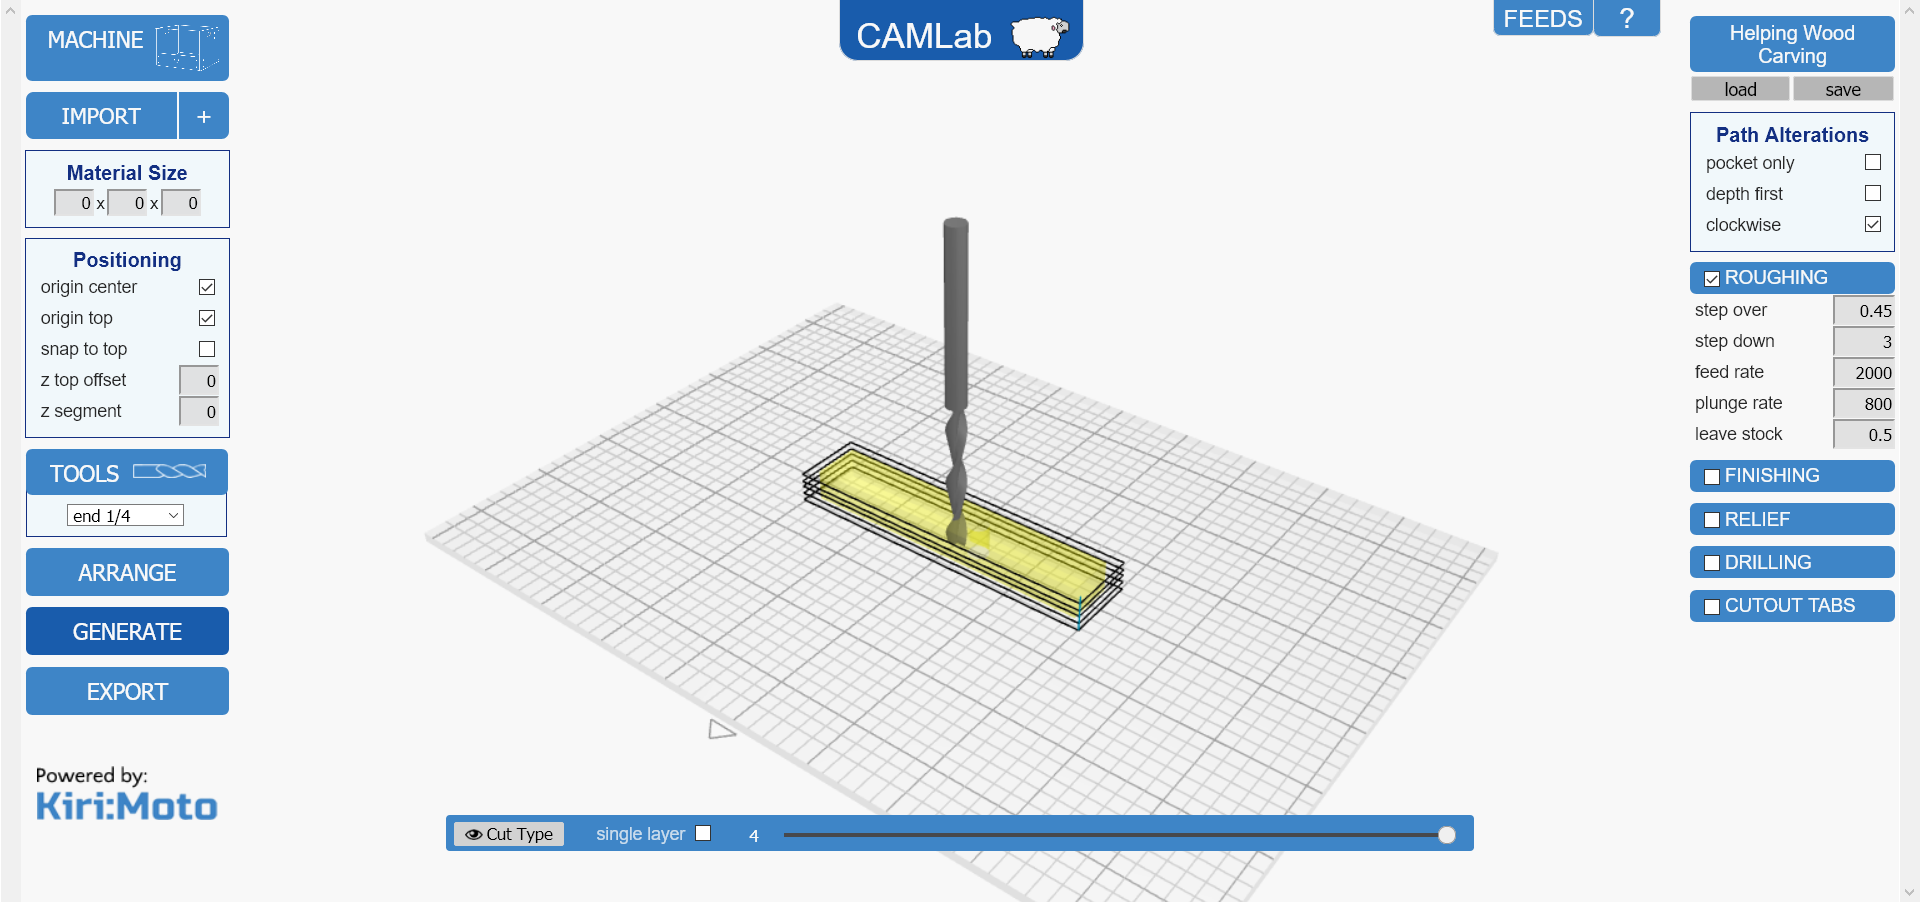 MACHINE
IMPORT +
Material Size
0 x 0 x 0
Positioning
origin center
origin top
snap to top
z top offset 0
z segment 0
TOOLS
end 1/4
ARRANGE
GENERATE
EXPORT
Powered by:
Kiri:Moto
CAMLab
Cut Type single layer 4
FEEDS ?
Helping Wood
Carving
load save
Path Alterations
pocket only
depth first
clockwise
ROUGHING
step over 0.45
step down 3
feed rate 2000
plunge rate 800
leave stock 0.5
FINISHING
RELIEF
DRILLING
CUTOUT TABS